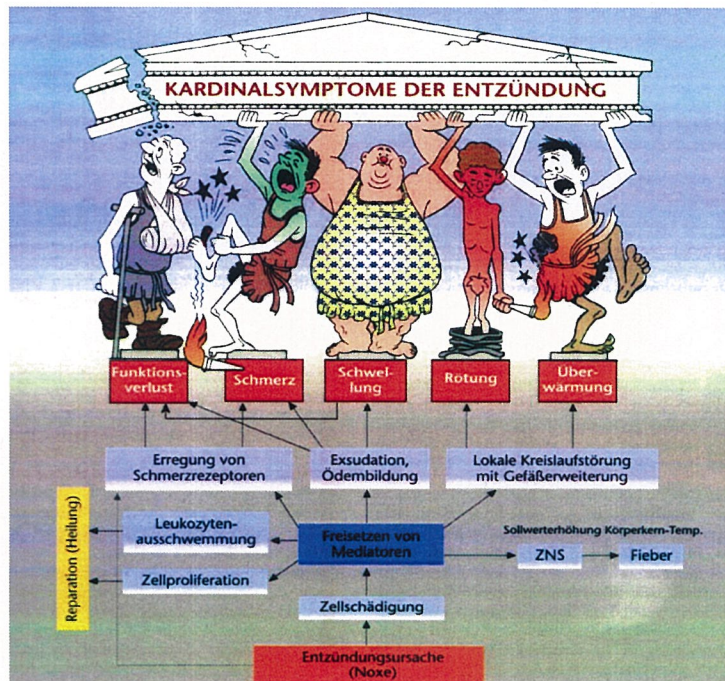 KARDINALSYMPTOME DER ENTZÜNDUNG
Funktions-
verlust
Schmerz
Schwel-
lung
Rötung
Über-
wärmung
Erregung von
Schmerzrezeptoren
Exsudation,
Ödembildung
Lokale Kreislaufstörung
mit Gefäßerweiterung
Reparation (Heilung)
Leukozyten-
ausschwemmung
Freisetzen von
Mediatoren
Sollwerterhöhung Körperkern-Temp.
ZNS
Fieber
Zellproliferation
Zellschädigung
Entzündungsursache
(Noxe)